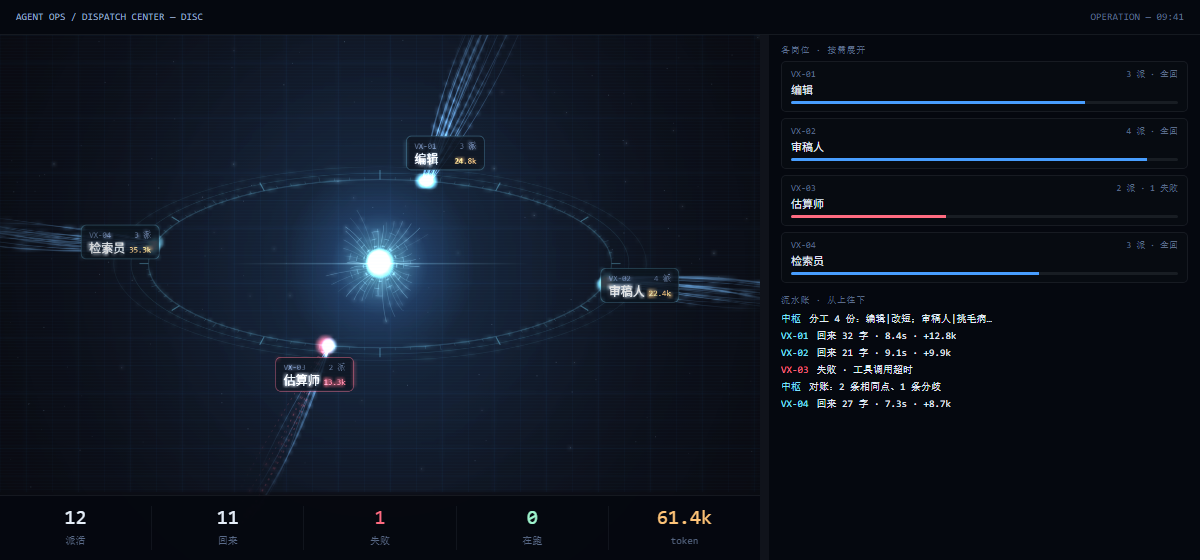 AGENT OPS / DISPATCH CENTER — DISC
OPERATION — 09:41
VX-01 3 派
编辑 24.8k
VX-04 3 派
检索员 35.3k
VX-02 4 派
审稿人 22.4k
VX-03 2 派
估算师 13.3k
12
派活
11
回来
1
失败
0
在跑
61.4k
token
各岗位 · 按需展开
VX-01 3 派 · 全回
编辑
VX-02 4 派 · 全回
审稿人
VX-03 2 派 · 1 失败
估算师
VX-04 3 派 · 全回
检索员
流水账 · 从上往下
中枢 分工 4 份: 编辑|改短; 审稿人|挑毛病…
VX-01 回来 32 字 · 8.4s · +12.8k
VX-02 回来 21 字 · 9.1s · +9.9k
VX-03 失败 · 工具调用超时
中枢 对账: 2 条相同点、1 条分歧
VX-04 回来 27 字 · 7.3s · +8.7k